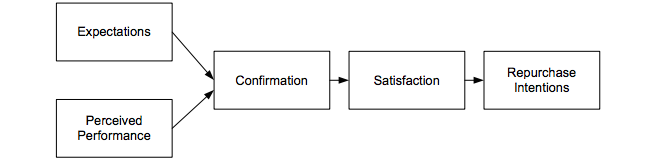 Expectations
Perceived
Performance
Confirmation
Satisfaction
Repurchase
Intentions